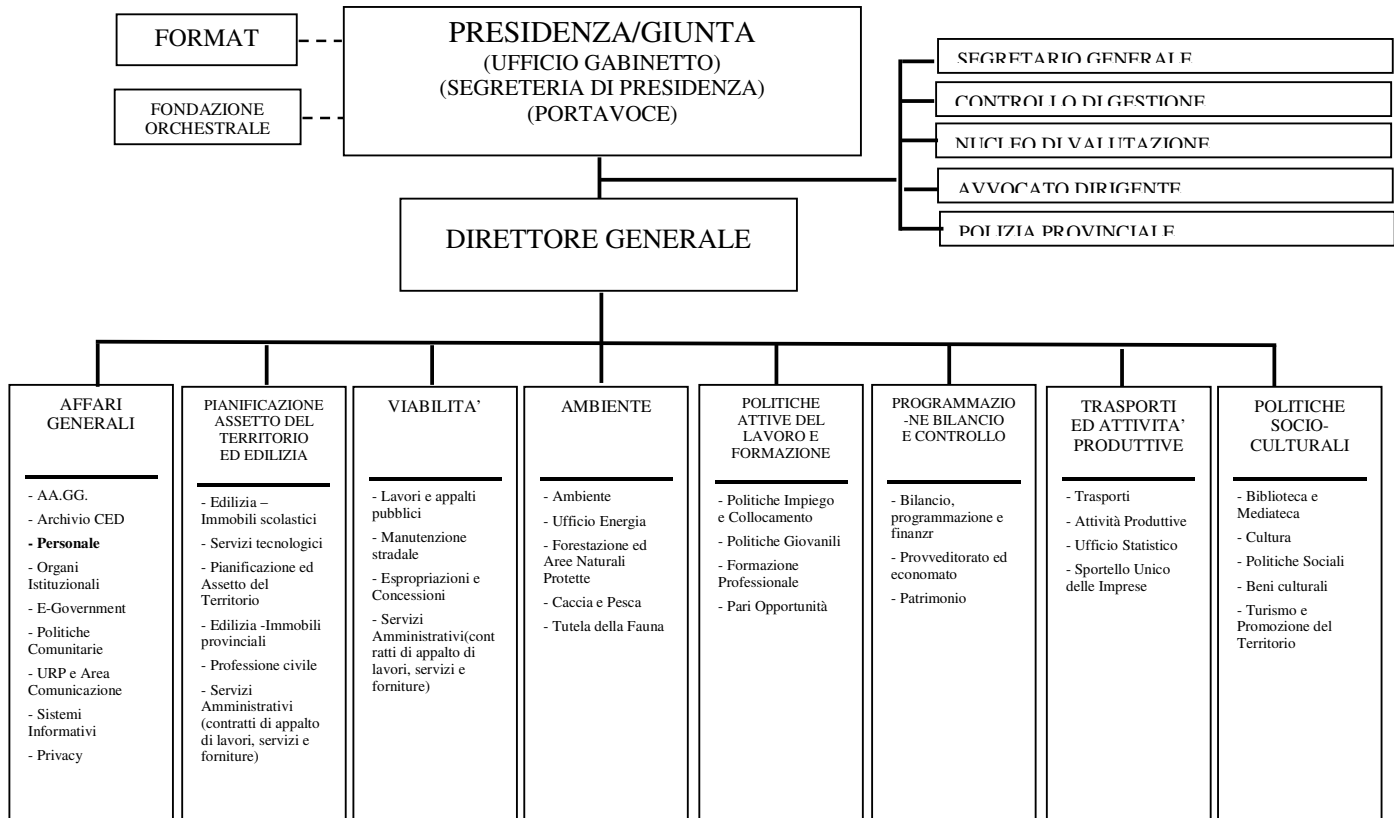 FORMAT
PRESIDENZA/GIUNTA
(UFFICIO GABINETTO)
(SEGRETERIA DI PRESIDENZA)
(PORTAVOCE)
FONDAZIONE
ORCHESTRALE
SEGRETARIO GENERALE
CONTROLLO DI GESTIONE
NUCLEO DI VALUTAZIONE
AVVOCATO DIRIGENTE
POLIZIA PROVINCIALE
DIRETTORE GENERALE
AFFARI
GENERALI
- AA.GG.
- Archivio CED
- Personale
- Organi
Istituzionali
- E-Government
- Politiche
Comunitarie
- URP e Area
Comunicazione
- Sistemi
Informativi
- Privacy
PIANIFICAZIONE
ASSETTO DEL
TERRITORIO
ED EDILIZIA
- Edilizia –
Immobili scolastici
- Servizi tecnologici
- Pianificazione ed
Assetto del
Territorio
- Edilizia -Immobili
provinciali
- Professione civile
- Servizi
Amministrativi
(contratti di appalto
di lavori, servizi e
forniture)
VIABILITA’
- Lavori e appalti
pubblici
- Manutenzione
stradale
- Espropriazioni e
Concessioni
- Servizi
Amministrativi(cont
ratti di appalto di
lavori, servizi e
forniture)
AMBIENTE
- Ambiente
- Ufficio Energia
- Forestazione ed
Aree Naturali
Protette
- Caccia e Pesca
- Tutela della Fauna
POLITICHE
ATTIVE DEL
LAVORO E
FORMAZIONE
- Politiche Impiego
e Collocamento
- Politiche Giovanili
- Formazione
Professionale
- Pari Opportunità
PROGRAMMAZIO
-NE BILANCIO
E CONTROLLO
- Bilancio,
programmazione e
finanzr
- Provveditorato ed
economato
- Patrimonio
TRASPORTI
ED ATTIVITA’
PRODUTTIVE
- Trasporti
- Attività Produttive
- Ufficio Statistico
- Sportello Unico
delle Imprese
POLITICHE
SOCIO-
CULTURALI
- Biblioteca e
Mediateca
- Cultura
- Politiche Sociali
- Beni culturali
- Turismo e
Promozione del
Territorio